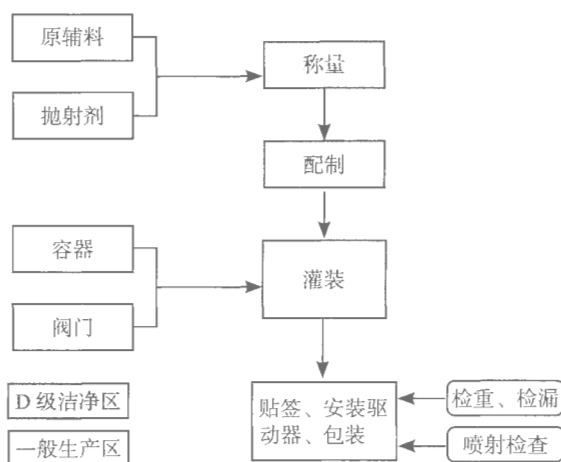 原辅料
抛射剂
称量
配制
容器
阀门
灌装
D 级洁净区
一般生产区
贴签、安装驱
动器、包装
检重、检漏
喷射检查